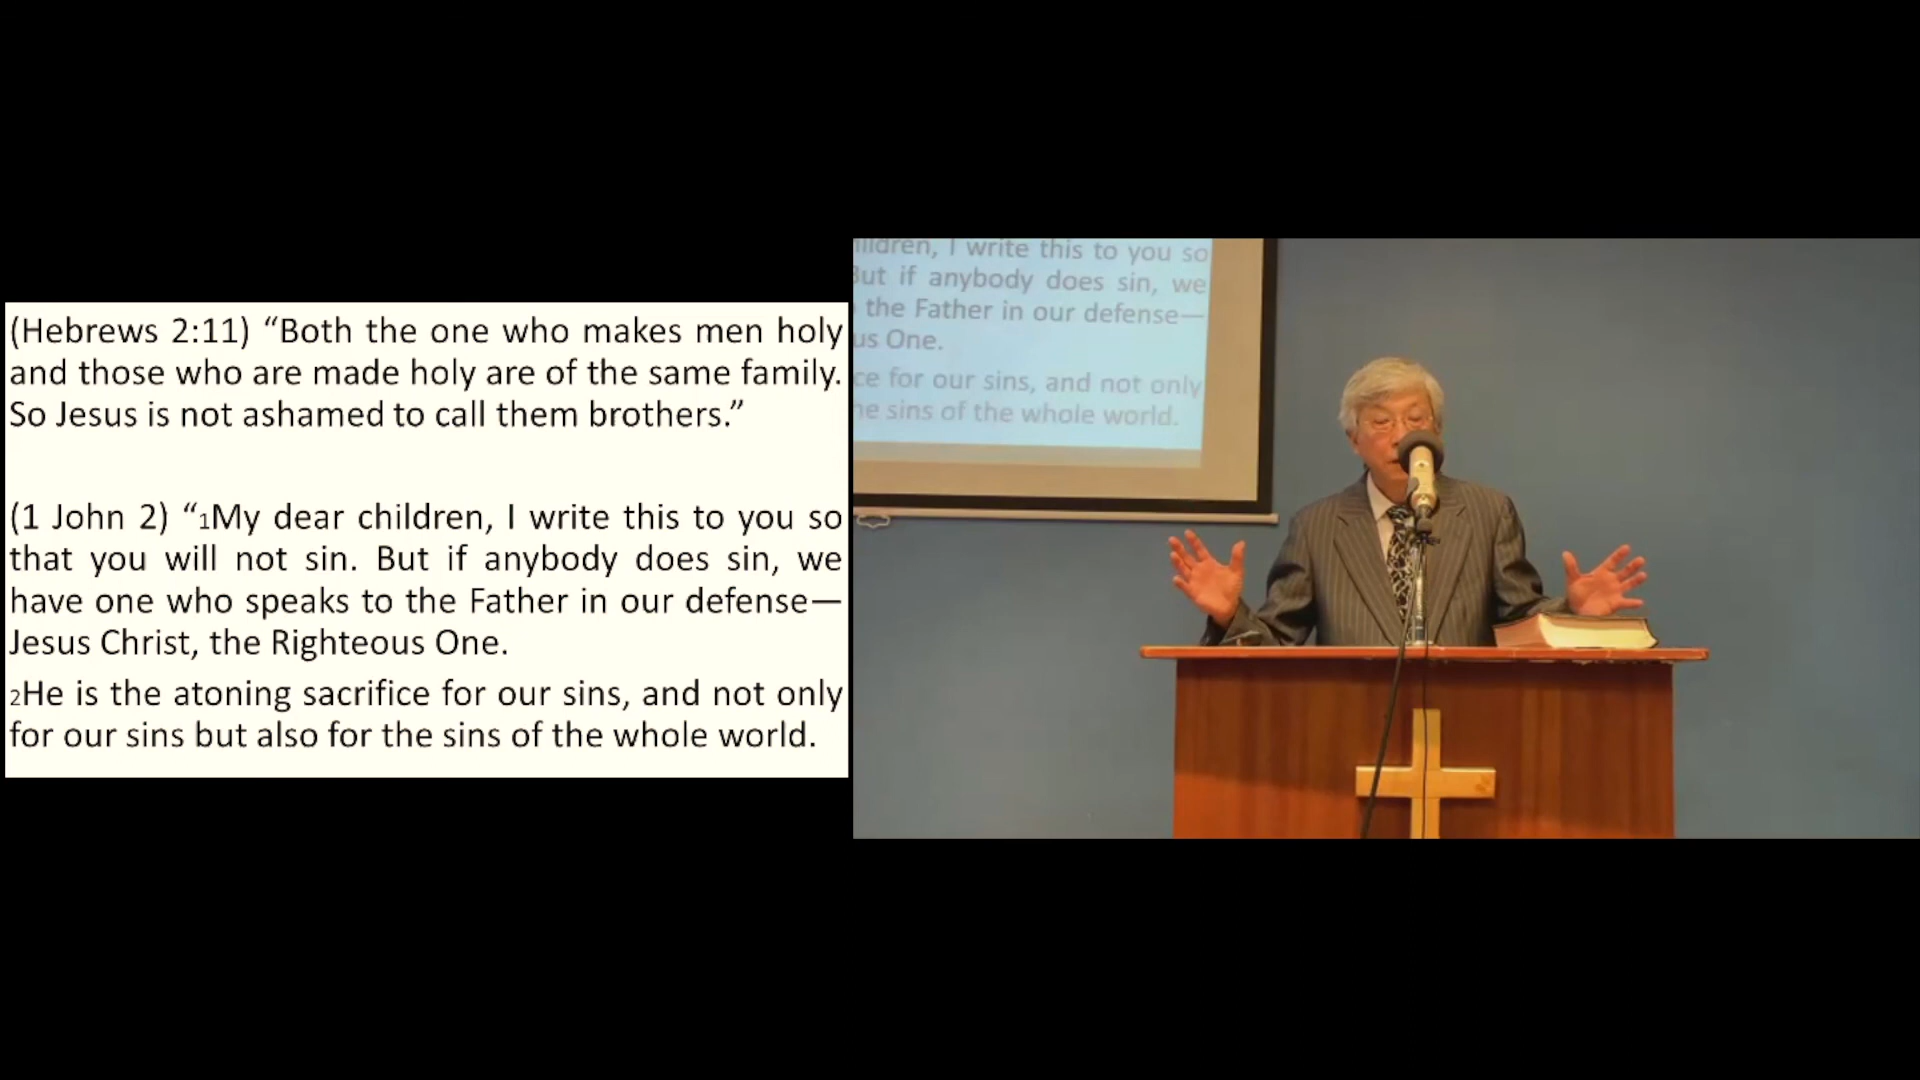 (Hebrews 2:11) “Both the one who makes men holy
and those who are made holy are of the same family.
So Jesus is not ashamed to call them brothers.”
(1 John 2) “1My dear children, I write this to you so
that you will not sin. But if anybody does sin, we
have one who speaks to the Father in our defense—
Jesus Christ, the Righteous One.
2He is the atoning sacrifice for our sins, and not only
for our sins but also for the sins of the whole world.
ildren, I write this to you so
But if anybody does sin, we
the Father in our defense—
us One.
ce for our sins, and not only
he sins of the whole world.